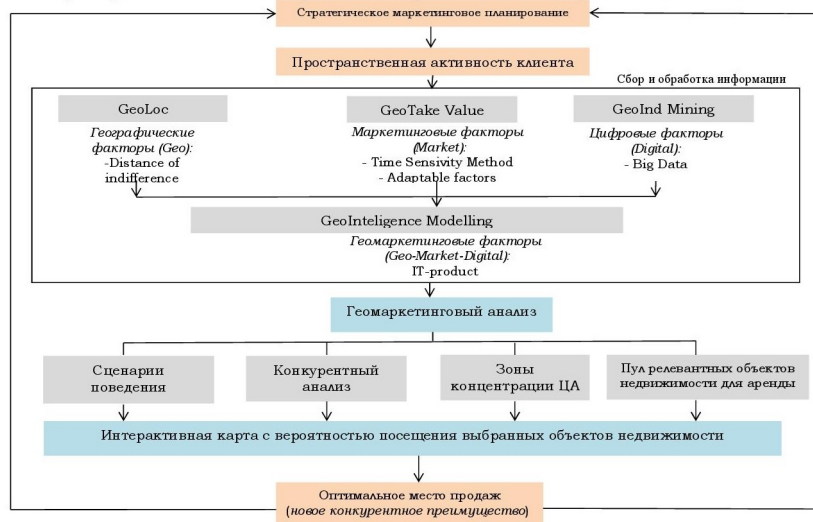 Стратегическое маркетинговое планирование
Пространственная активность клиента
Сбор и обработка информации
GeoLoc
Географические
факторы (Geo):
-Distance of
indifference
GeoTake Value
Маркетинговые факторы
(Market):
- Time Sensivity Method
- Adaptable factors
GeoInd Mining
Цифровые факторы
(Digital):
- Big Data
GeoInteligence Modelling
Геомаркетинговые факторы
(Geo-Market-Digital):
IT-product
Геомаркетинговый анализ
Сценарии
поведения
Конкурентный
анализ
Зоны
концентрации ЦА
Пул релевантных объектов
недвижимости для аренды
Интерактивная карта с вероятностью посещения выбранных объектов недвижимости
Оптимальное место продаж
(новое конкурентное преимущество)